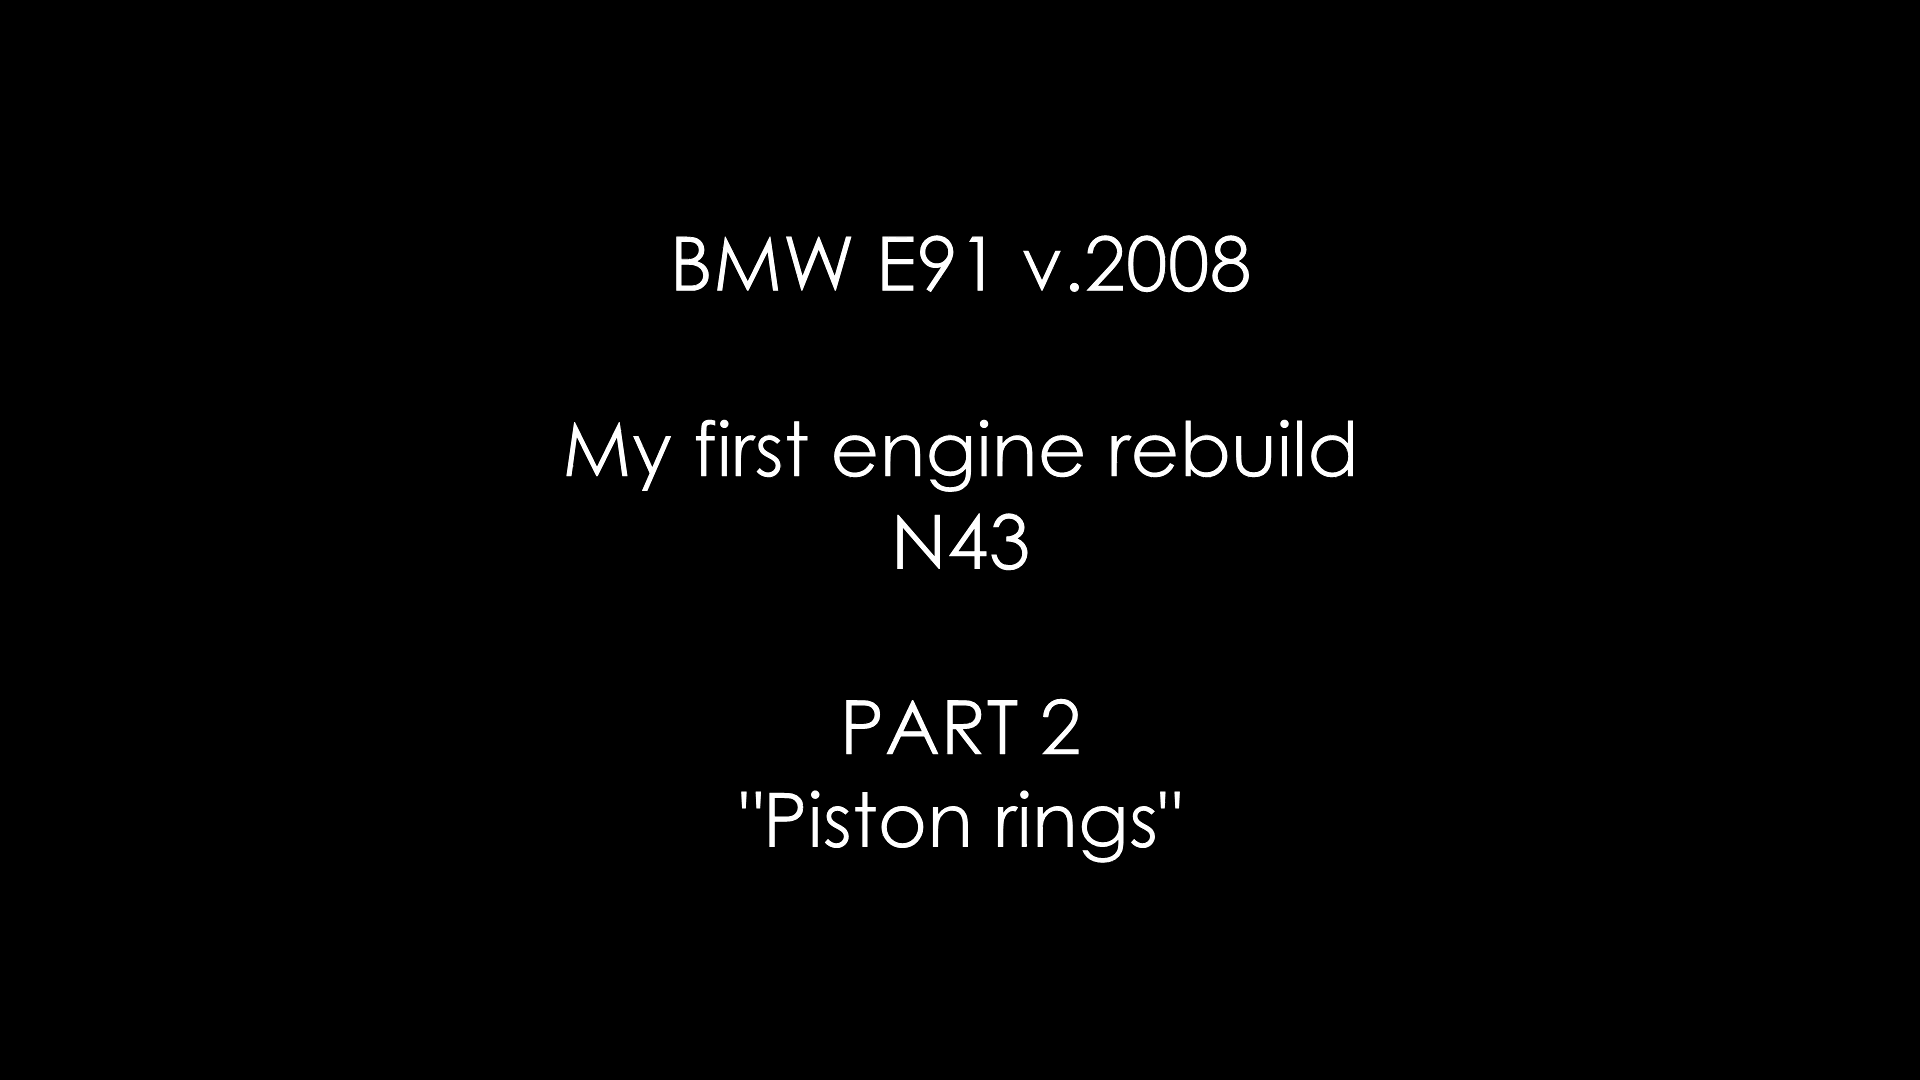 BMW E91 v.2008
My first engine rebuild
N43
PART 2
"Piston rings"